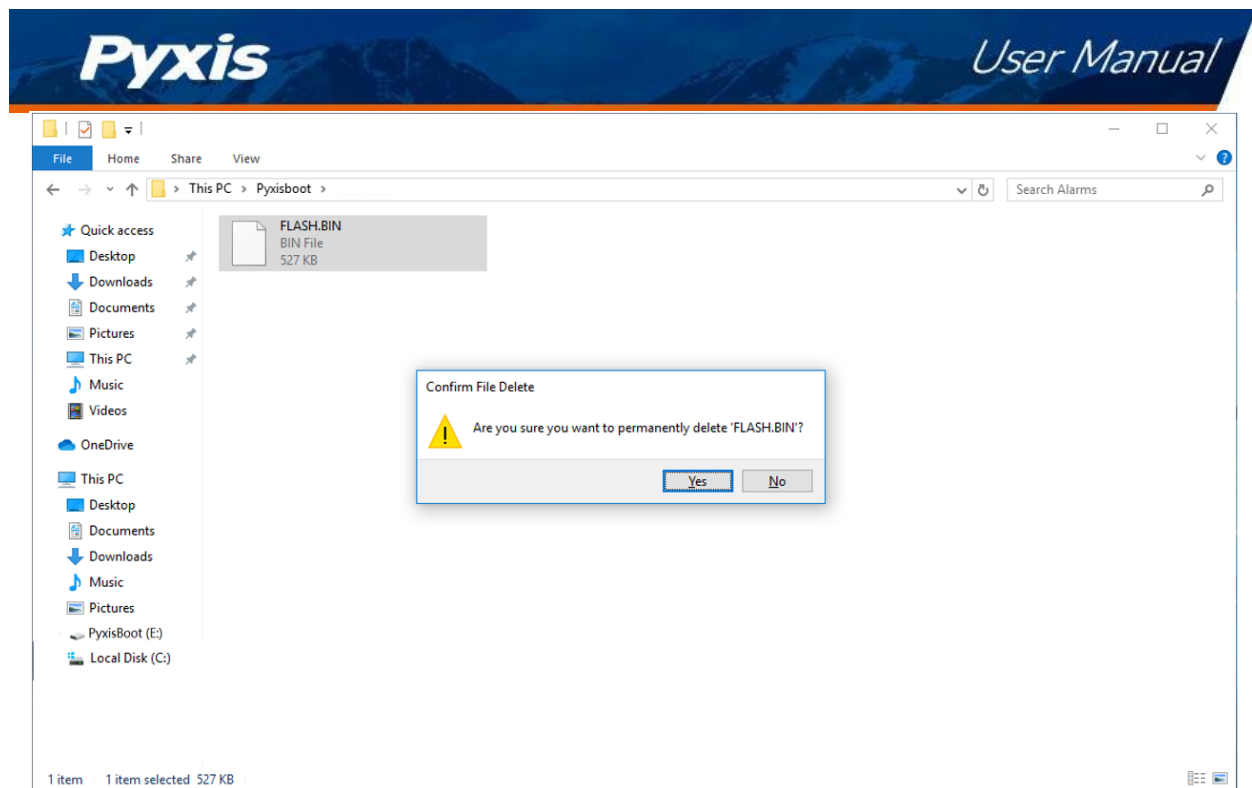 Pyxis
User Manual
File Home Share View
This PC > Pyxisboot >
Search Alarms
Quick access
Desktop
Downloads
Documents
Pictures
This PC
Music
Videos
OneDrive
This PC
Desktop
Documents
Downloads
Music
Pictures
PyxisBoot (E:)
Local Disk (C:)
FLASH.BIN
BIN File
527 KB
Confirm File Delete
Are you sure you want to permanently delete 'FLASH.BIN'?
Yes No
1 item 1 item selected 527 KB